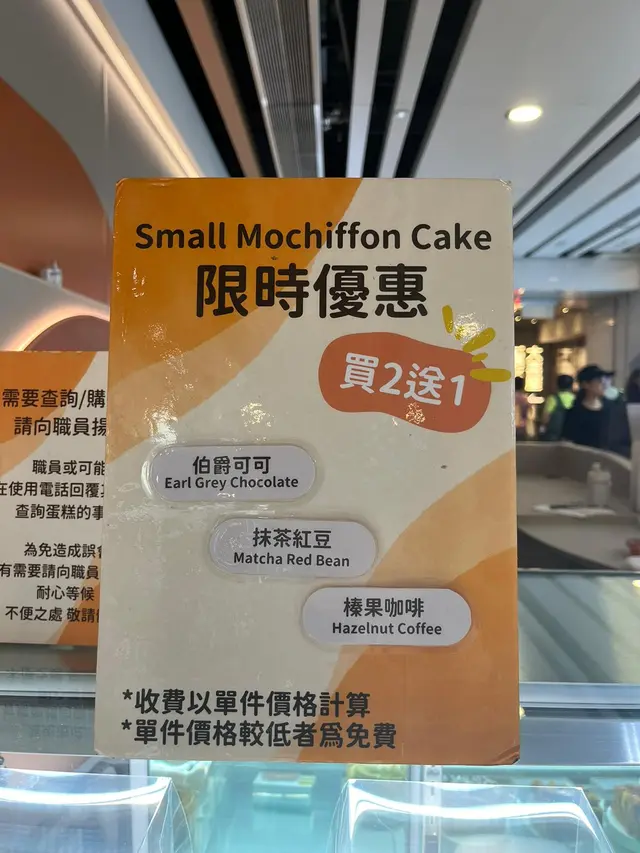 Small Mochiffon Cake
限時優惠
買2送1
伯爵可可
Earl Grey Chocolate
抹茶紅豆
Matcha Red Bean
榛果咖啡
Hazelnut Coffee
*收費以單件價格計算
*單件價格較低者為免費
需要查詢/購
請向職員揚
職員或可能
在使用電話回覆
查詢蛋糕的事
為免造成誤會
有需要請向職員
耐心等候
不便之處 敬請